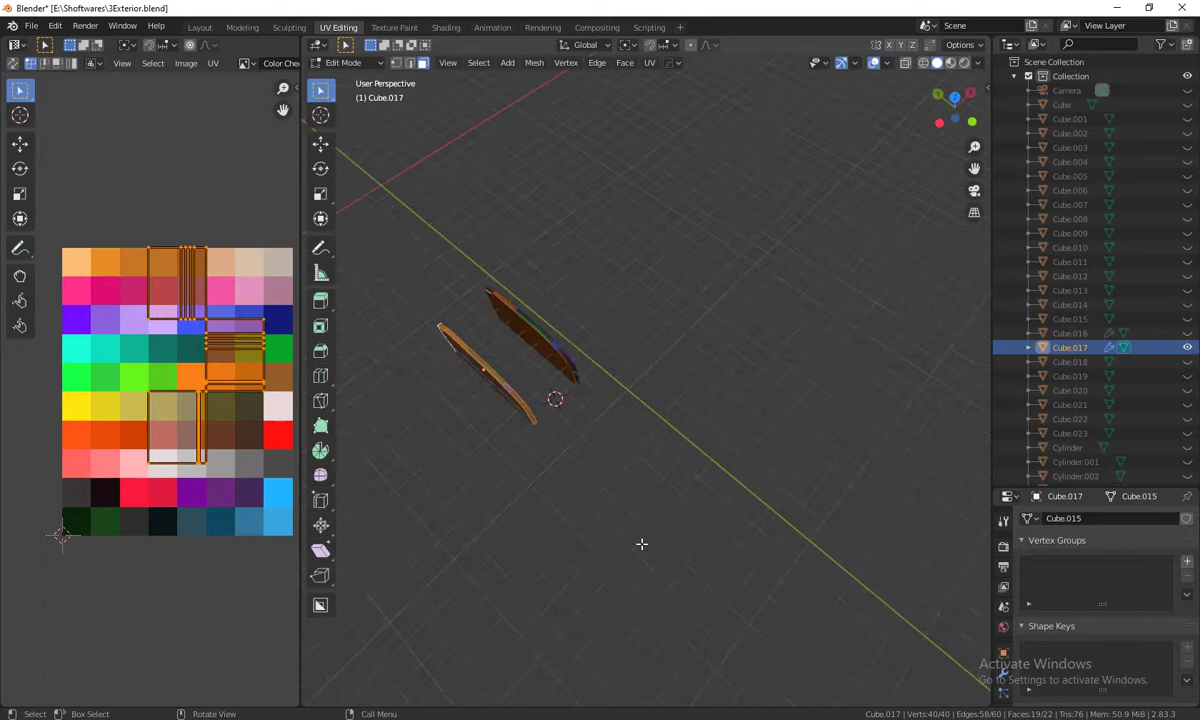 Blender* [E:\Shoftwares\3Exterior.blend]
File Edit Render Window Help Layout Modeling Sculpting UV Editing Texture Paint Shading Animation Rendering Compositing Scripting + Scene View Layer
Global Options
View Select Image UV Color Che Edit Mode View Select Add Mesh Vertex Edge Face UV X Y Z
User Perspective
(1) Cube.017
Scene Collection
Collection
Camera
Cube
Cube.001
Cube.002
Cube.003
Cube.004
Cube.005
Cube.006
Cube.007
Cube.008
Cube.009
Cube.010
Cube.011
Cube.012
Cube.013
Cube.014
Cube.015
Cube.016
Cube.017
Cube.018
Cube.019
Cube.020
Cube.021
Cube.022
Cube.023
Cylinder
Cylinder.001
Cylinder.002
Cube.017 Cube.015
Cube.015
Vertex Groups
Shape Keys
Activate Windows
Go to Settings to activate Windows.
Select Box Select Rotate View Call Menu Cube.017 | Verts:40/40 | Edges:58/60 | Faces:19/22 | Tris:76 | Mem: 50.9 MiB | 2.83.3